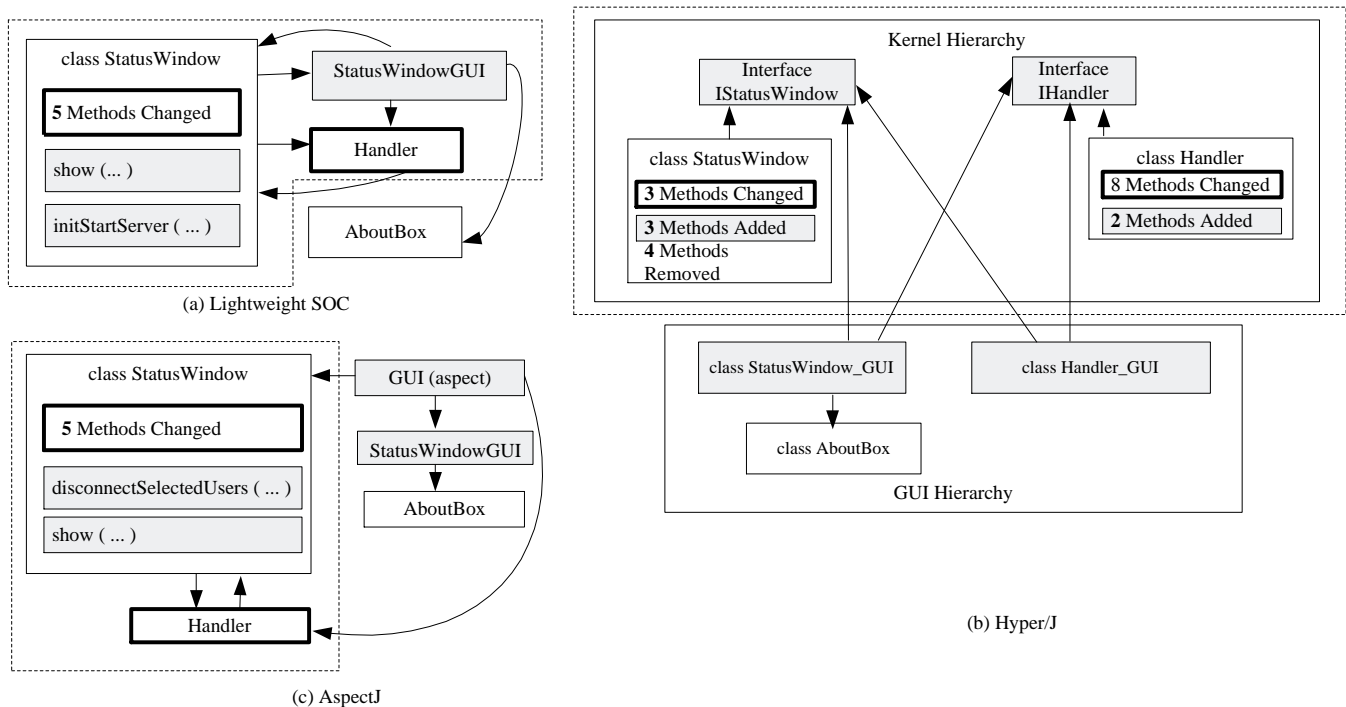 class StatusWindow
5 Methods Changed
show (... )
initStartServer ( ... )
StatusWindowGUI
Handler
AboutBox
(a) Lightweight SOC
Kernel Hierarchy
Interface
IStatusWindow
Interface
IHandler
class StatusWindow
3 Methods Changed
3 Methods Added
4 Methods
Removed
class Handler
8 Methods Changed
2 Methods Added
class StatusWindow_GUI
class Handler_GUI
class AboutBox
GUI Hierarchy
(b) Hyper/J
class StatusWindow
5 Methods Changed
disconnectSelectedUsers ( ... )
show ( ... )
Handler
GUI (aspect)
StatusWindowGUI
AboutBox
(c) AspectJ